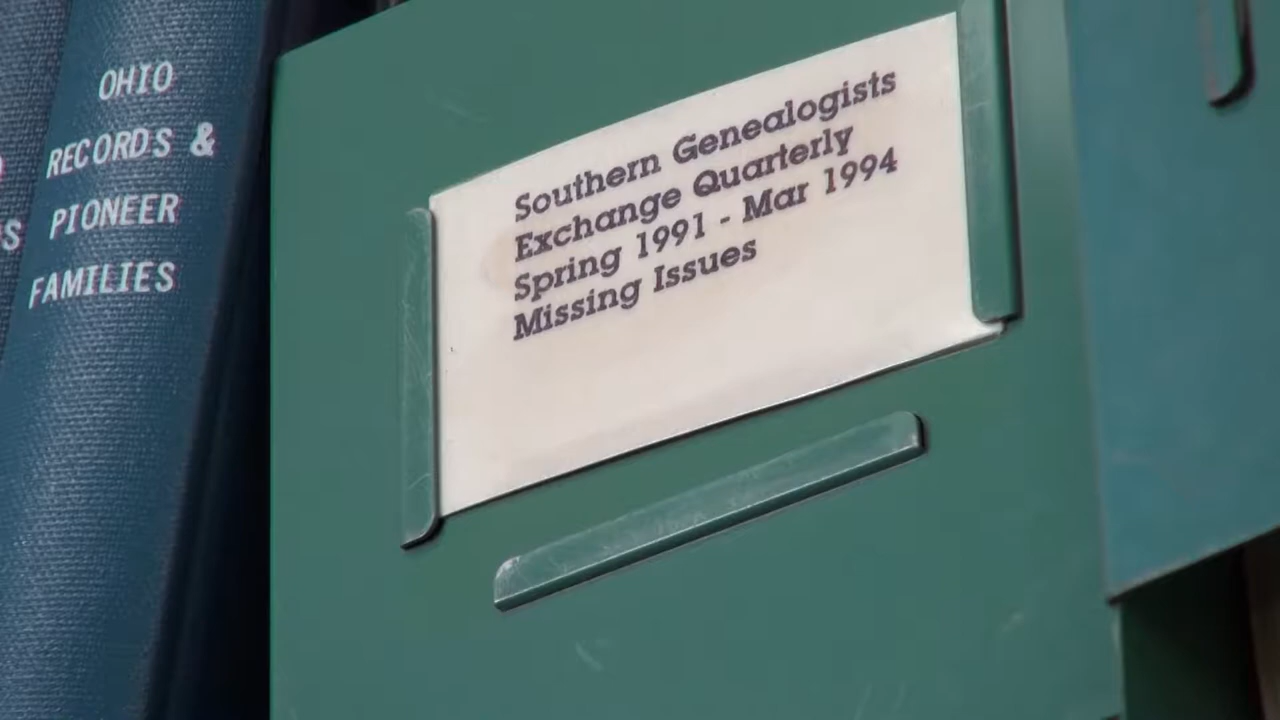 OHIO
RECORDS &
PIONEER
FAMILIES
Southern Genealogists
Exchange Quarterly
Spring 1991 - Mar 1994
Missing Issues